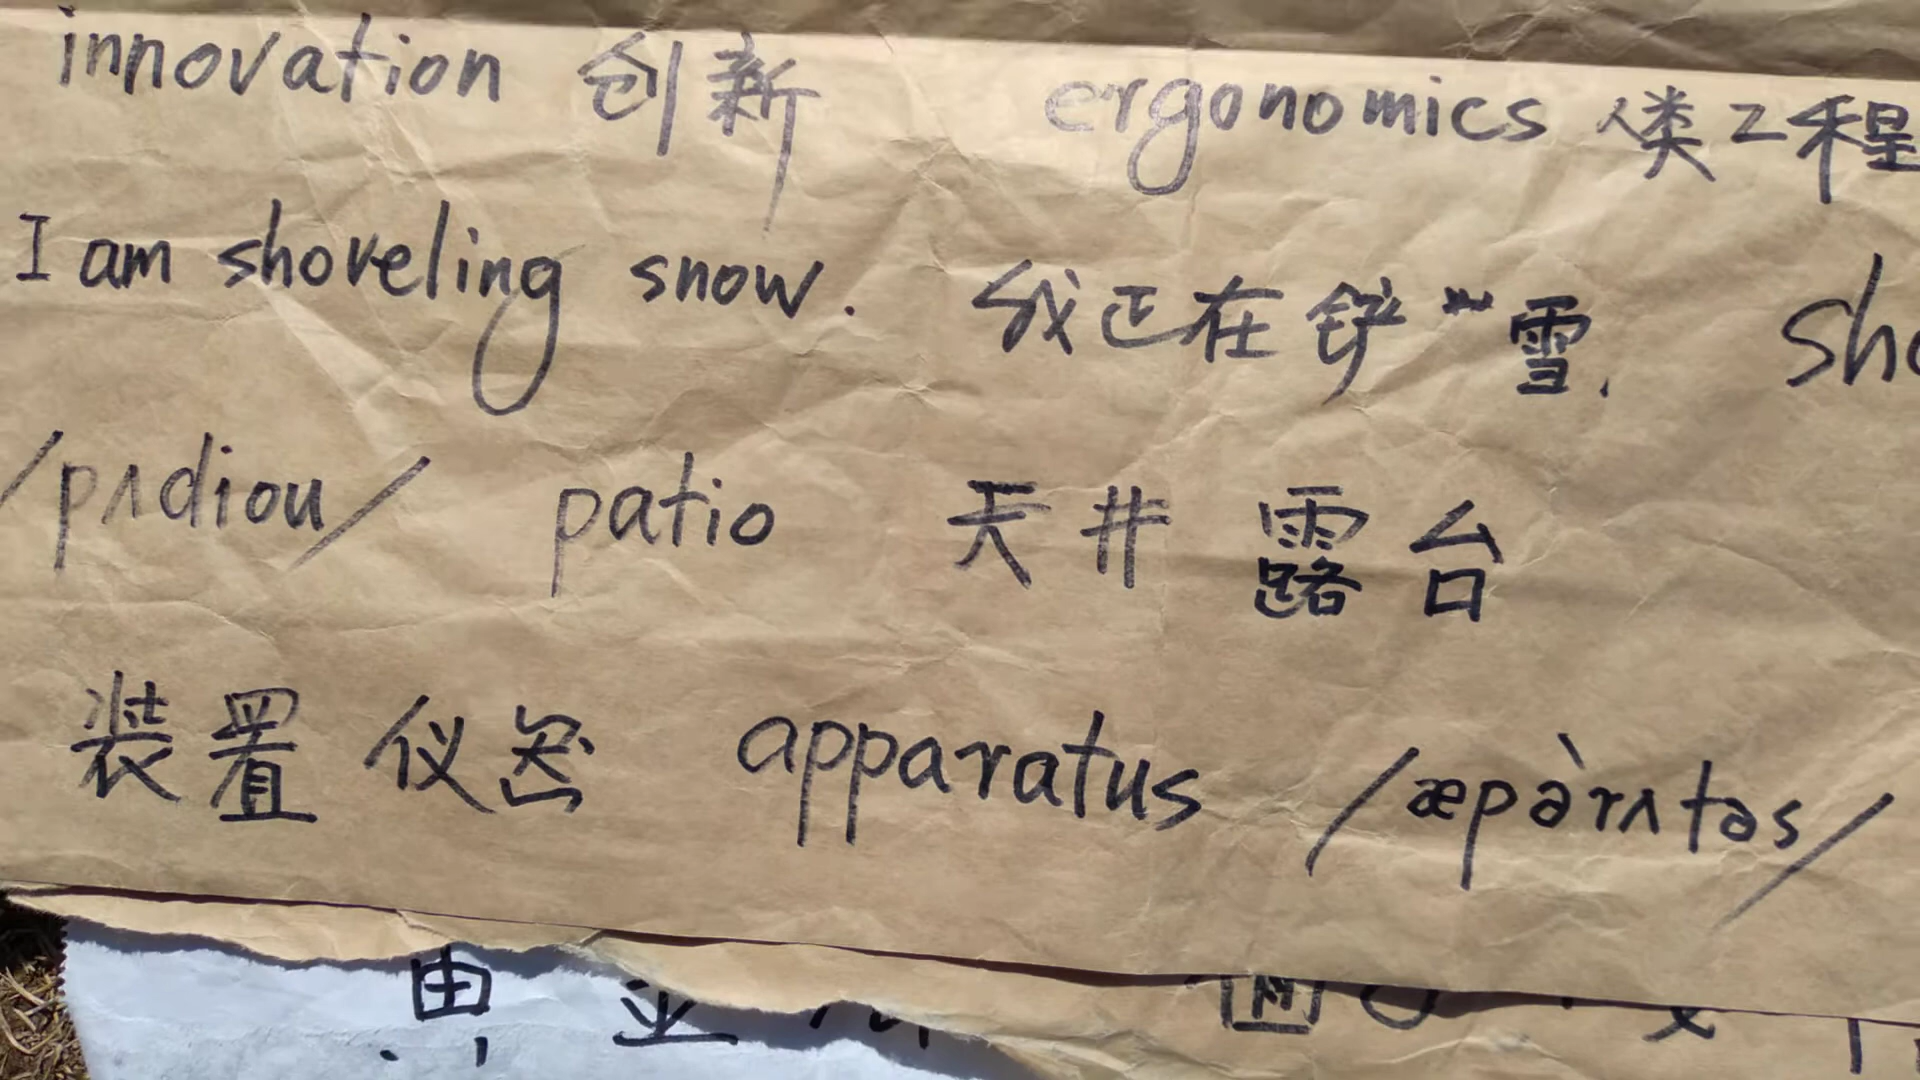 innovation 创新 ergonomics 人类工程
I am shoveling snow. 我正在铲雪. sho
/pʌdiou/ patio 天井 露台
装置 仪器 apparatus /æpàrʌtəs/